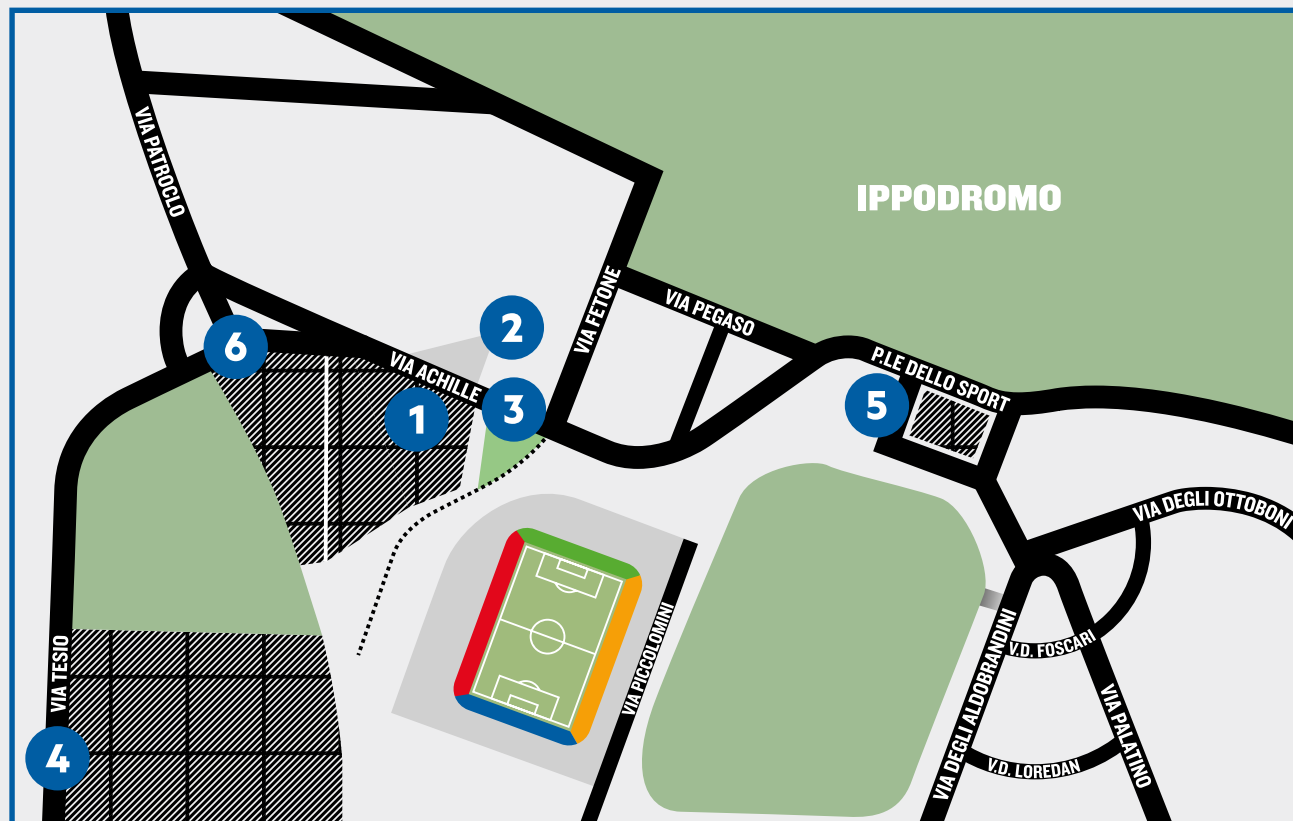 VIA PATROCLO
IPPODROMO
VIA FETONE
VIA PEGASO
2
6
VIA ACHILLE
P.LE DELLO SPORT
1
3
5
VIA DEGLI OTTOBONI
VIA TESIO
VIA PICCOLOMINI
VIA DEGLI ALDOBRANDINI
V.D. FOSCARI
VIA PALATINO
4
V.D. LOREDAN